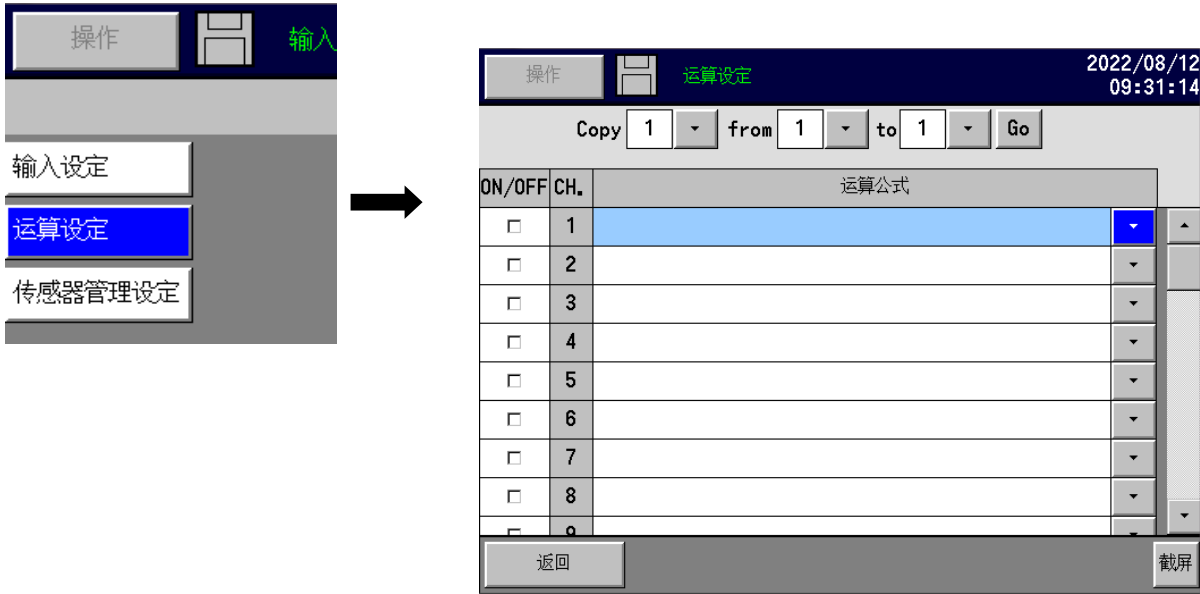 操作
输入
输入设定
运算设定
传感器管理设定
操作
运算设定
2022/08/12
09:31:14
Copy 1 from 1 to 1 Go
ON/OFF CH. 运算公式
1
2
3
4
5
6
7
8
9
返回
截屏